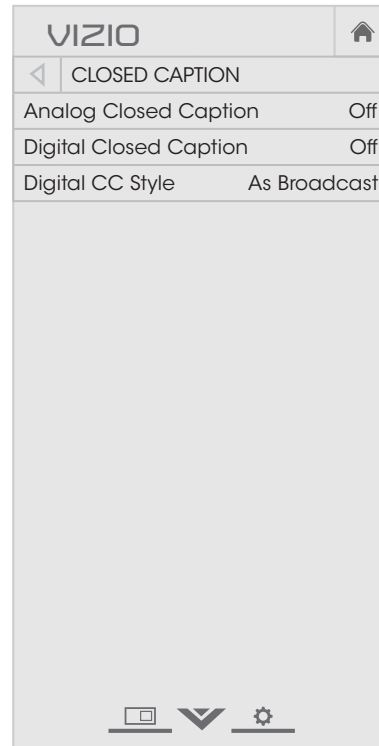 VIZIO
CLOSED CAPTION
Analog Closed Caption Off
Digital Closed Caption Off
Digital CC Style As Broadcast